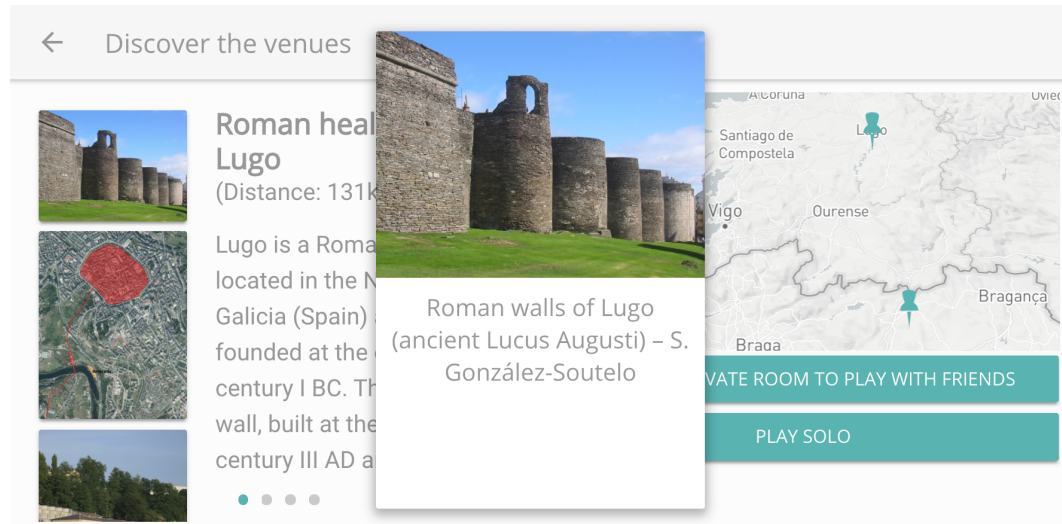 Discover the venues
Roman heal
Lugo
(Distance: 131k
Lugo is a Roma
located in the N
Galicia (Spain)
founded at the
century I BC. Th
wall, built at the
century III AD a
Roman walls of Lugo
(ancient Lucus Augusti) – S.
González-Soutelo
A Coruña
Ovied
Lugo
Santiago de
Compostela
Vigo
Ourense
Bragança
Braga
VATE ROOM TO PLAY WITH FRIENDS
PLAY SOLO